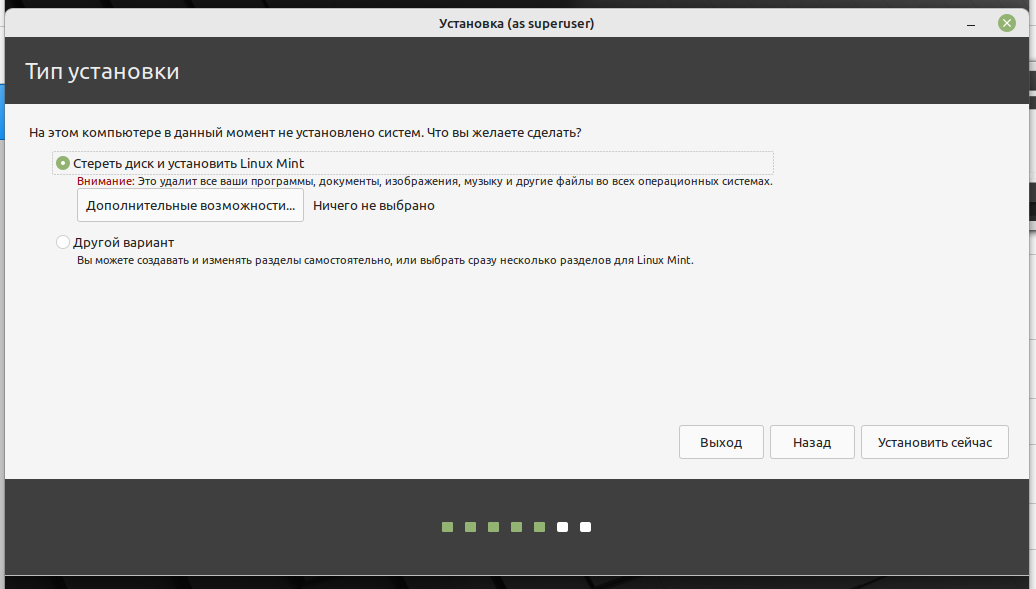 Установка (as superuser)
Тип установки
На этом компьютере в данный момент не установлено систем. Что вы желаете сделать?
Стереть диск и установить Linux Mint
Внимание: Это удалит все ваши программы, документы, изображения, музыку и другие файлы во всех операционных системах.
Дополнительные возможности... Ничего не выбрано
Другой вариант
Вы можете создавать и изменять разделы самостоятельно, или выбрать сразу несколько разделов для Linux Mint.
Выход Назад Установить сейчас